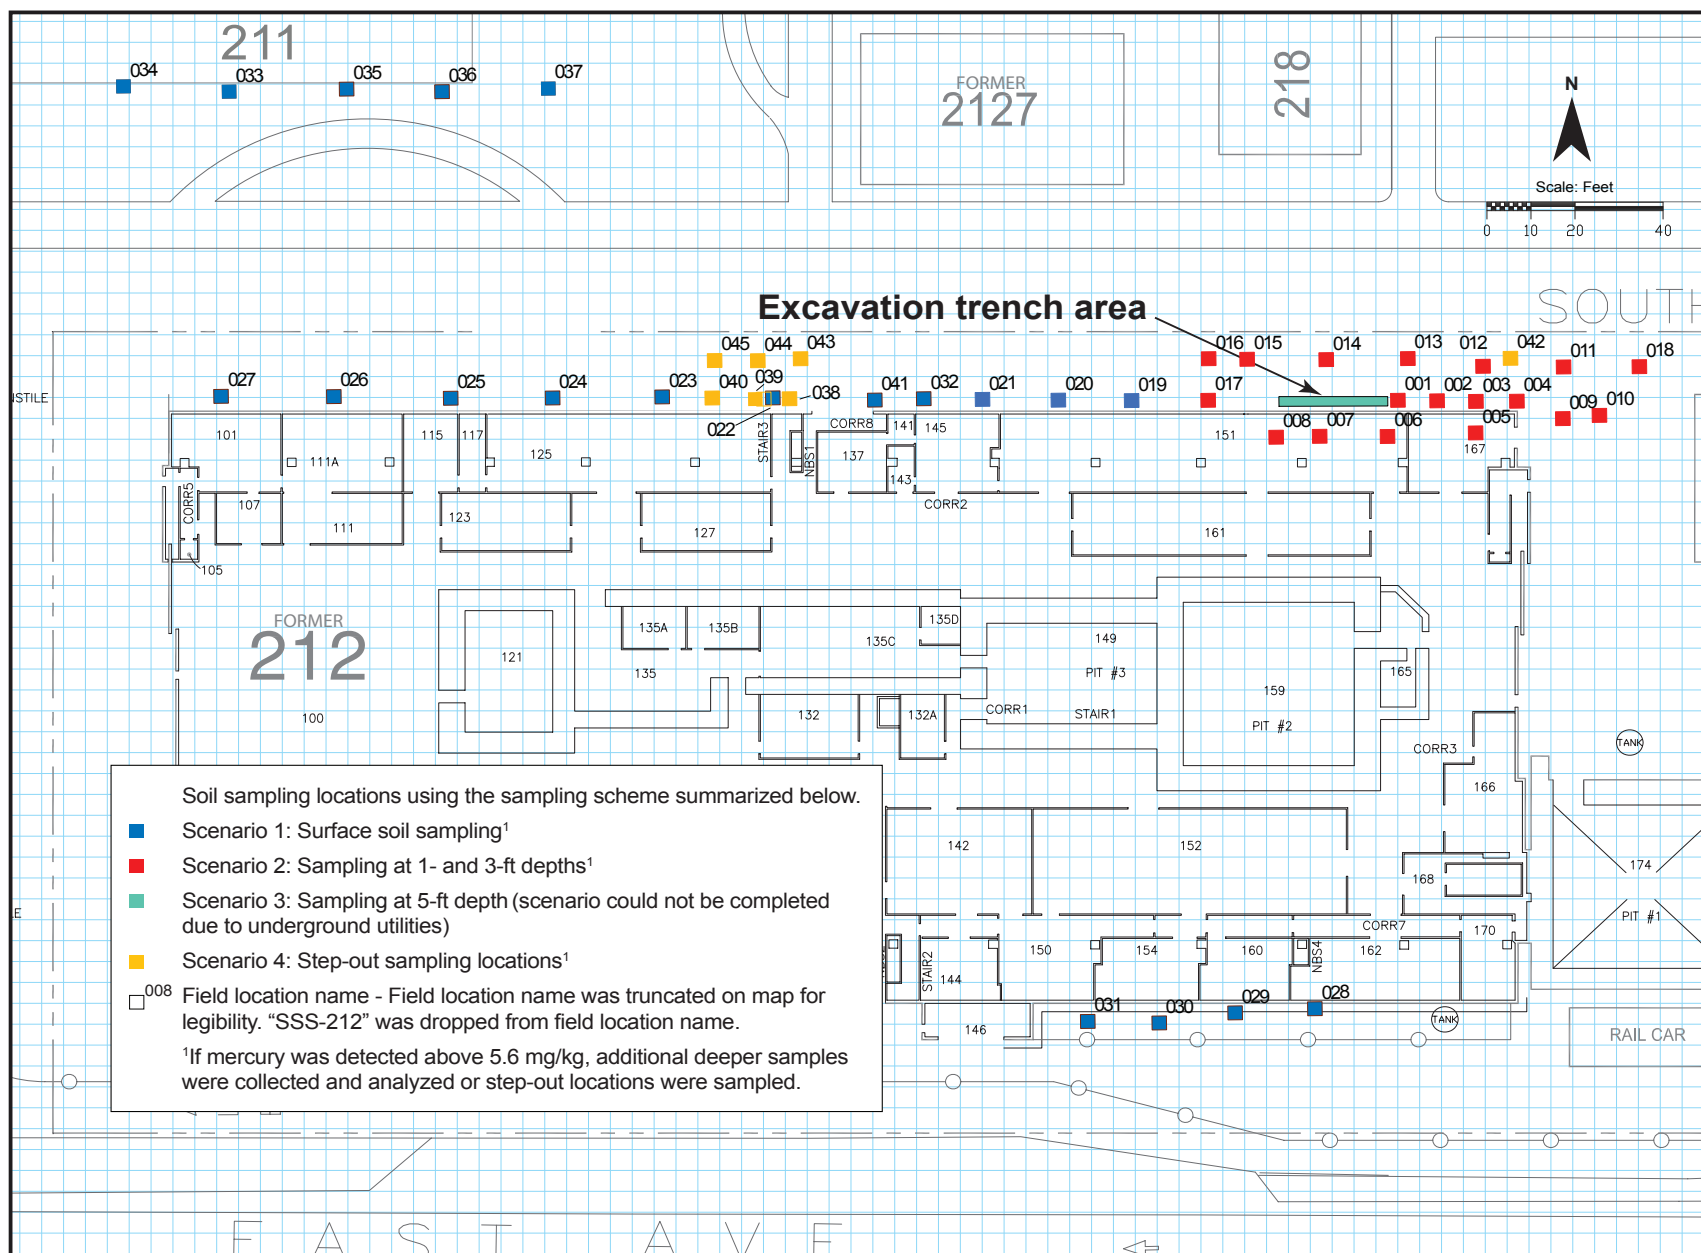 211
034
033
035
036
037
FORMER
2127
218
N
Scale: Feet
0 10 20 40
SOUTH
Excavation trench area
045
044
043
016
015
014
013
012
042
011
018
027
026
025
024
023
040
039
038
022
041
032
021
020
019
017
001
002
003
004
005
006
007
008
009
010
101
111A
115
117
125
STAIR3
NBS1
CORR8
137
141
145
143
151
167
CORR5
107
111
123
127
CORR2
161
105
FORMER
212
100
121
135A
135B
135
135C
135D
149
PIT #3
159
PIT #2
165
132
132A
CORR1
STAIR1
CORR3
TANK
166
142
152
168
174
PIT #1
CORR7
170
150
154
160
NBS4
162
STAIR2
144
146
031
030
029
028
TANK
RAIL CAR
Soil sampling locations using the sampling scheme summarized below.
Scenario 1: Surface soil sampling¹
Scenario 2: Sampling at 1- and 3-ft depths¹
Scenario 3: Sampling at 5-ft depth (scenario could not be completed
due to underground utilities)
Scenario 4: Step-out sampling locations¹
008 Field location name - Field location name was truncated on map for
legibility. “SSS-212” was dropped from field location name.
¹If mercury was detected above 5.6 mg/kg, additional deeper samples
were collected and analyzed or step-out locations were sampled.
EAST AVE